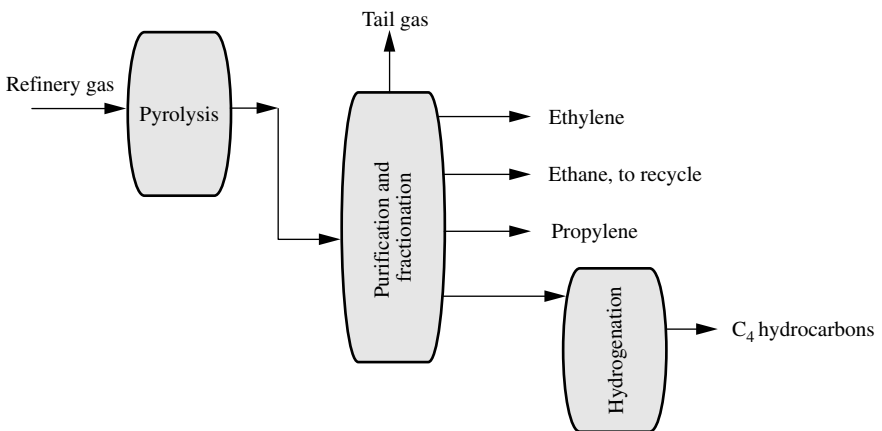 Tail gas
Refinery gas
Pyrolysis
Purification and
fractionation
Ethylene
Ethane, to recycle
Propylene
Hydrogenation
C₄ hydrocarbons